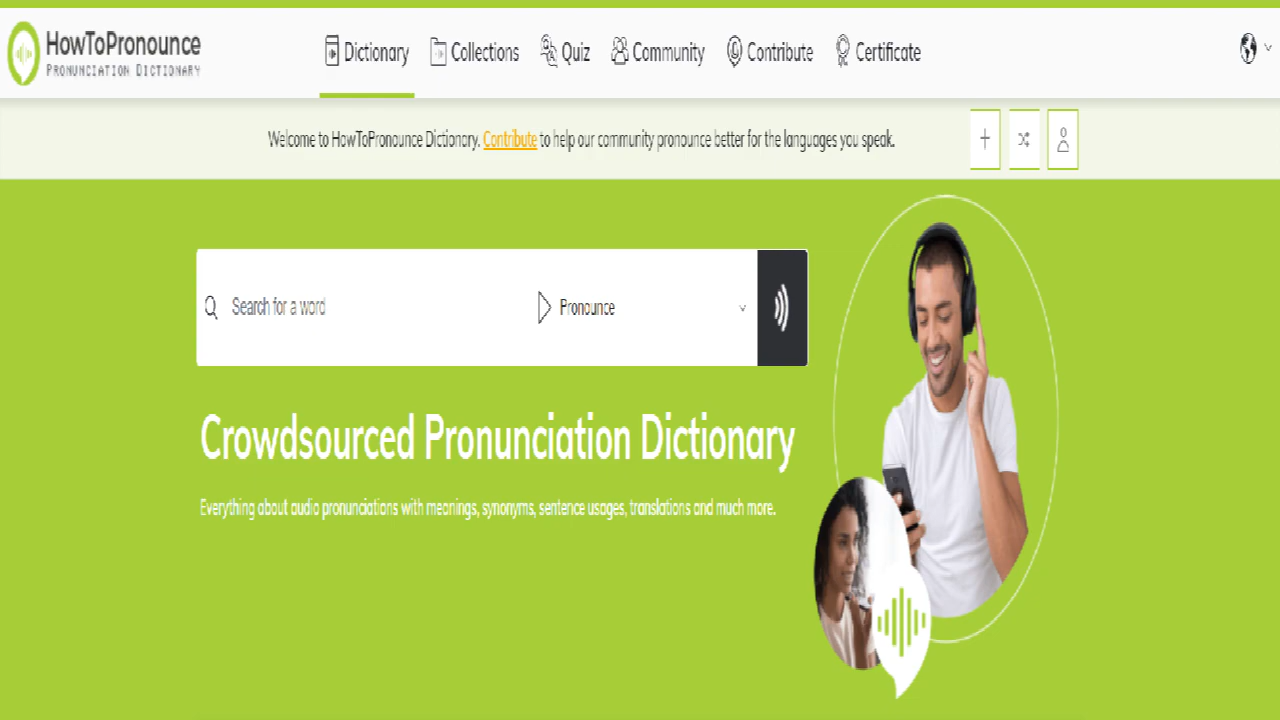 HowToPronounce
PRONUNCIATION DICTIONARY
Dictionary
Collections
Quiz
Community
Contribute
Certificate
Welcome to HowToPronounce Dictionary. Contribute to help our community pronounce better for the languages you speak.
Search for a word
Pronounce
Crowdsourced Pronunciation Dictionary
Everything about audio pronunciations with meanings, synonyms, sentence usages, translations and much more.